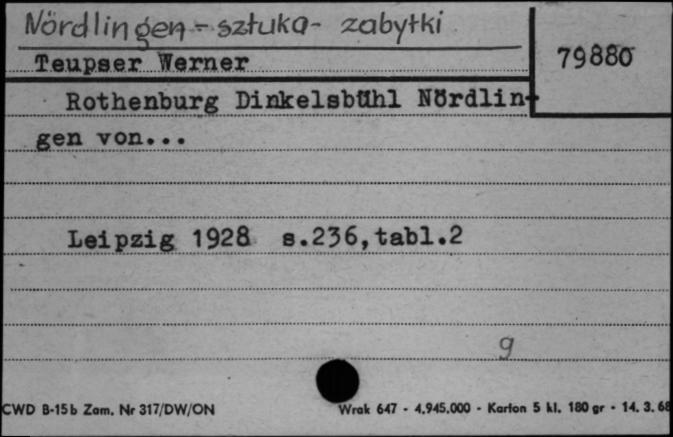 Nördlingen - sztuka - zabytki
79880
Teupser Werner
Rothenburg Dinkelsbühl Nördlin-
gen von...
Leipzig 1928 s.236,tabl.2
g
CWD B-15b Zam. Nr 317/DW/ON Wrak 647 - 4.945.000 - Karton 5 kl. 180 gr - 14. 3. 68